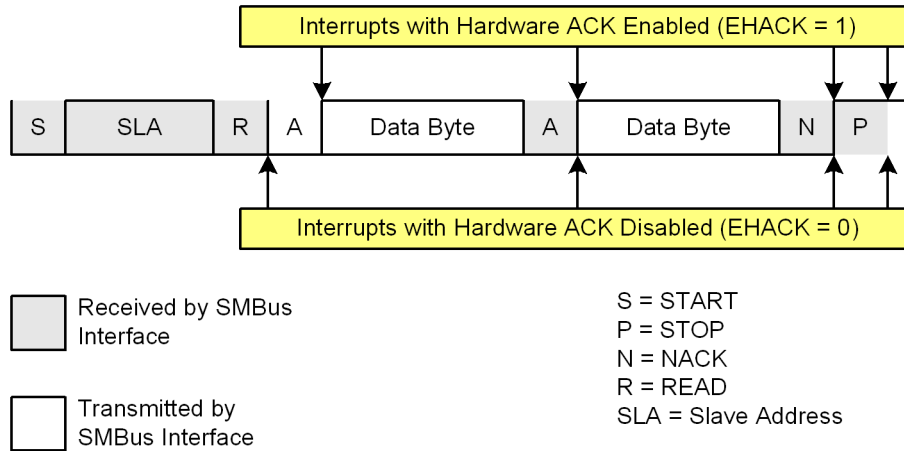 Interrupts with Hardware ACK Enabled (EHACK = 1)
S SLA R A Data Byte A Data Byte N P
Interrupts with Hardware ACK Disabled (EHACK = 0)
Received by SMBus
Interface
Transmitted by
SMBus Interface
S = START
P = STOP
N = NACK
R = READ
SLA = Slave Address